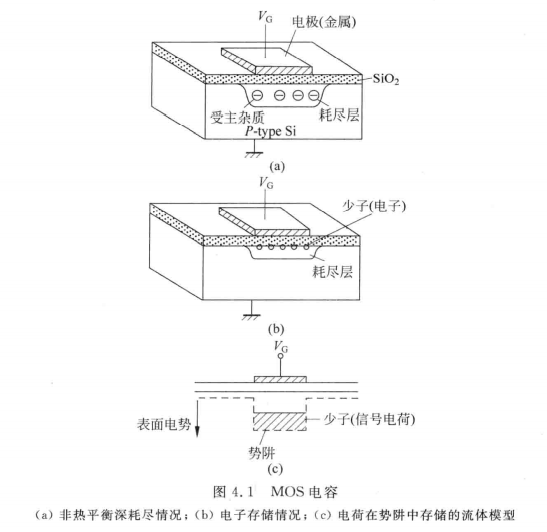 V_G
电极(金属)
SiO₂
受主杂质
耗尽层
P-type Si
(a)
V_G
少子(电子)
耗尽层
(b)
V_G
表面电势
少子(信号电荷)
势阱
(c)
图 4.1 MOS 电容
(a) 非热平衡深耗尽情况；(b) 电子存储情况；(c) 电荷在势阱中存储的流体模型